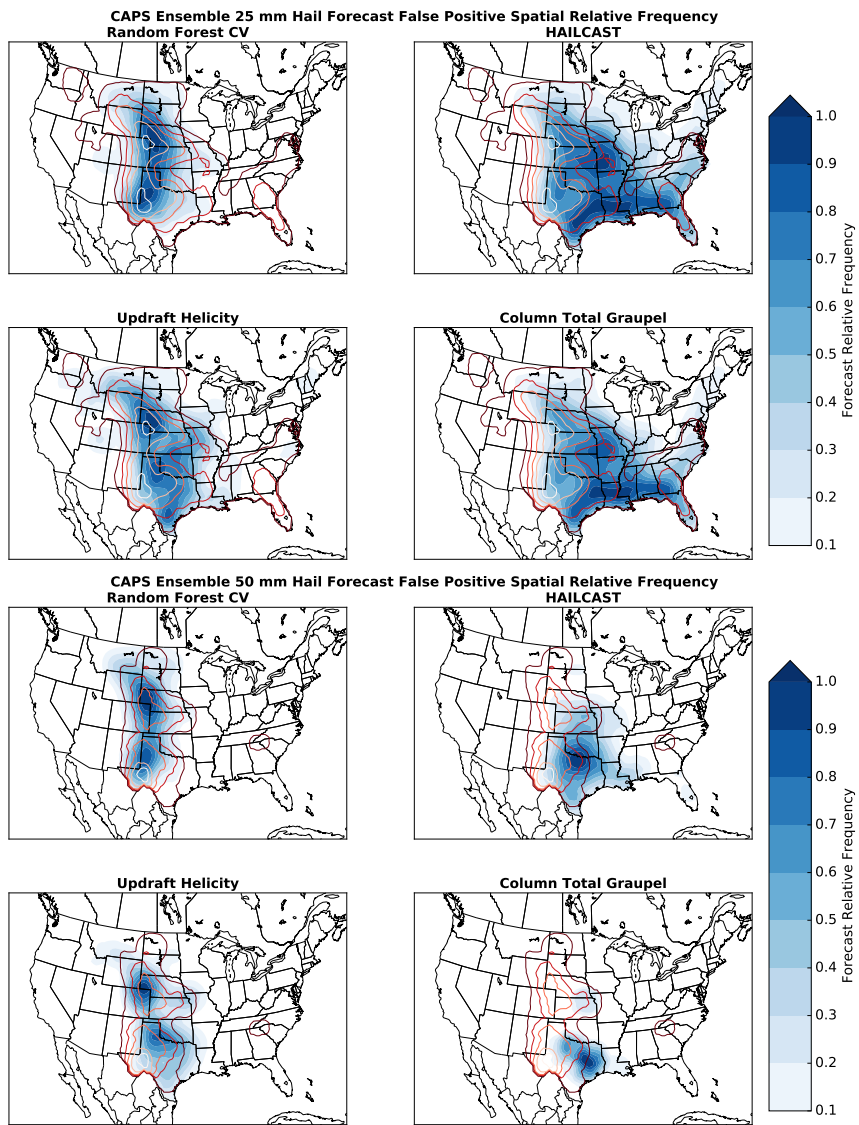 CAPS Ensemble 25 mm Hail Forecast False Positive Spatial Relative Frequency
Random Forest CV
HAILCAST
Updraft Helicity
Column Total Graupel
1.0
0.9
0.8
0.7
0.6
0.5
0.4
0.3
0.2
0.1
Forecast Relative Frequency
CAPS Ensemble 50 mm Hail Forecast False Positive Spatial Relative Frequency
Random Forest CV
HAILCAST
Updraft Helicity
Column Total Graupel
1.0
0.9
0.8
0.7
0.6
0.5
0.4
0.3
0.2
0.1
Forecast Relative Frequency